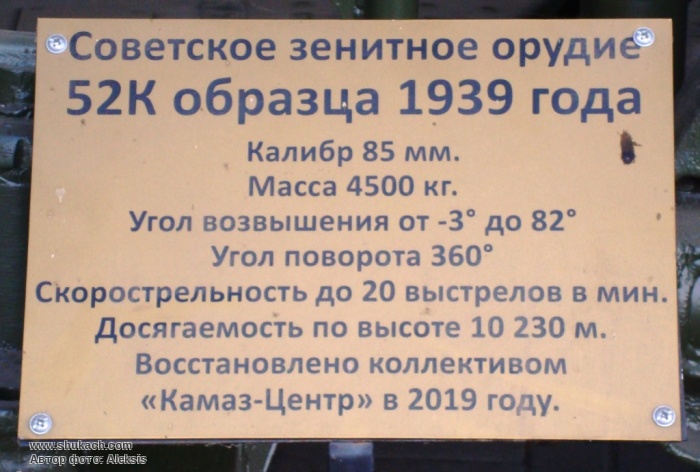 Советское зенитное орудие
52К образца 1939 года
Калибр 85 мм.
Масса 4500 кг.
Угол возвышения от -3° до 82°
Угол поворота 360°
Скорострельность до 20 выстрелов в мин.
Досягаемость по высоте 10 230 м.
Восстановлено коллективом
«Камаз-Центр» в 2019 году.
www.shukach.com
Автор фото: Aleksis